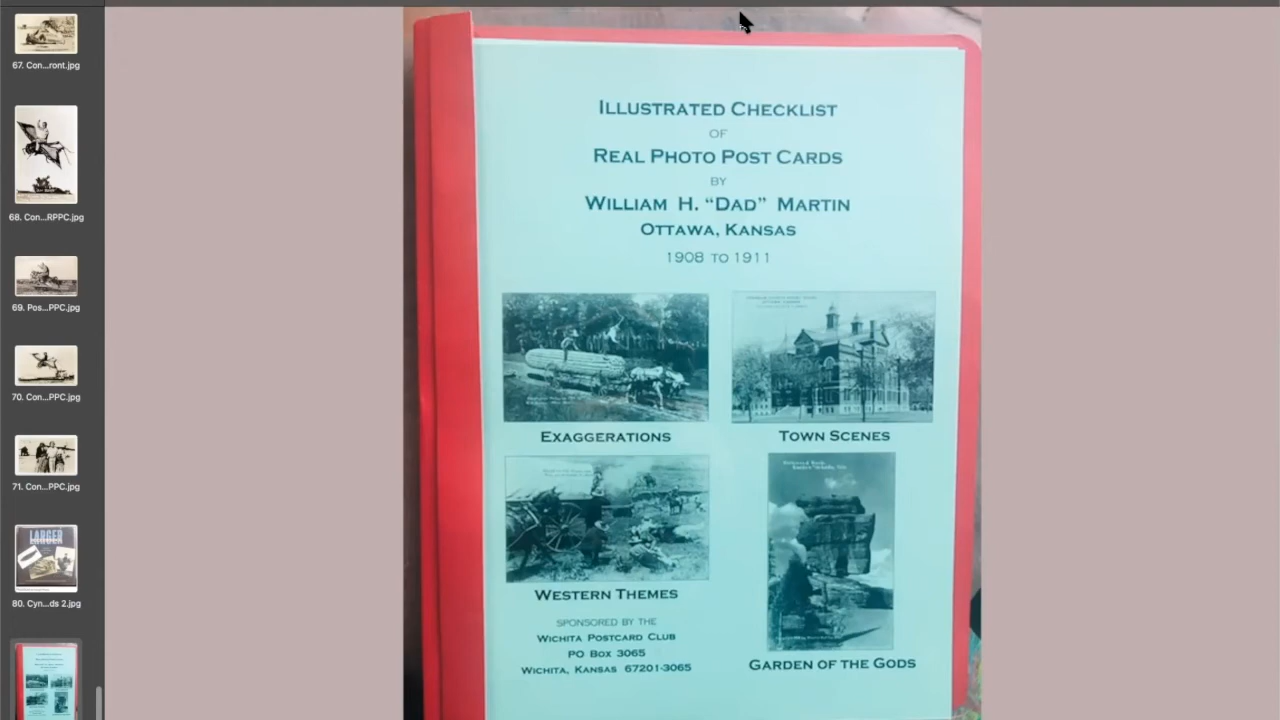 67. Con...ront.jpg
68. Con...RPPC.jpg
69. Pos...PPC.jpg
70. Con...PPC.jpg
71. Con...PPC.jpg
LARGER
80. Cyn...ds 2.jpg
ILLUSTRATED CHECKLIST
OF
REAL PHOTO POST CARDS
BY
WILLIAM H. “DAD” MARTIN
OTTAWA, KANSAS
1908 TO 1911
EXAGGERATIONS
TOWN SCENES
WESTERN THEMES
GARDEN OF THE GODS
SPONSORED BY THE
WICHITA POSTCARD CLUB
PO BOX 3065
WICHITA, KANSAS 67201-3065